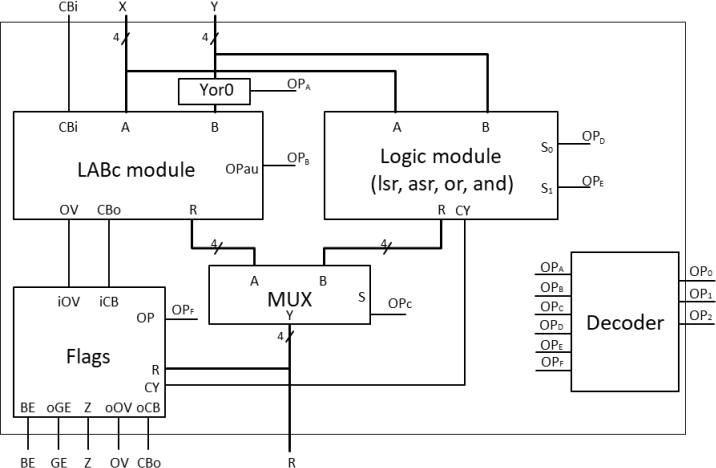 CBi X Y
4 4
Yor0 OPA
CBi A B
LABc module
OPau OPB
OV CBo R
A B
Logic module
(lsr, asr, or, and)
S0 OPD
S1 OPE
R CY
4 4
A B
MUX
S OPC
Y
4
iOV iCB
OP OPF
Flags
R
CY
BE oGE Z oOV oCB
BE GE Z OV CBo
R
OPA
OPB
OPC
OPD
OPE
OPF
Decoder
OP0
OP1
OP2